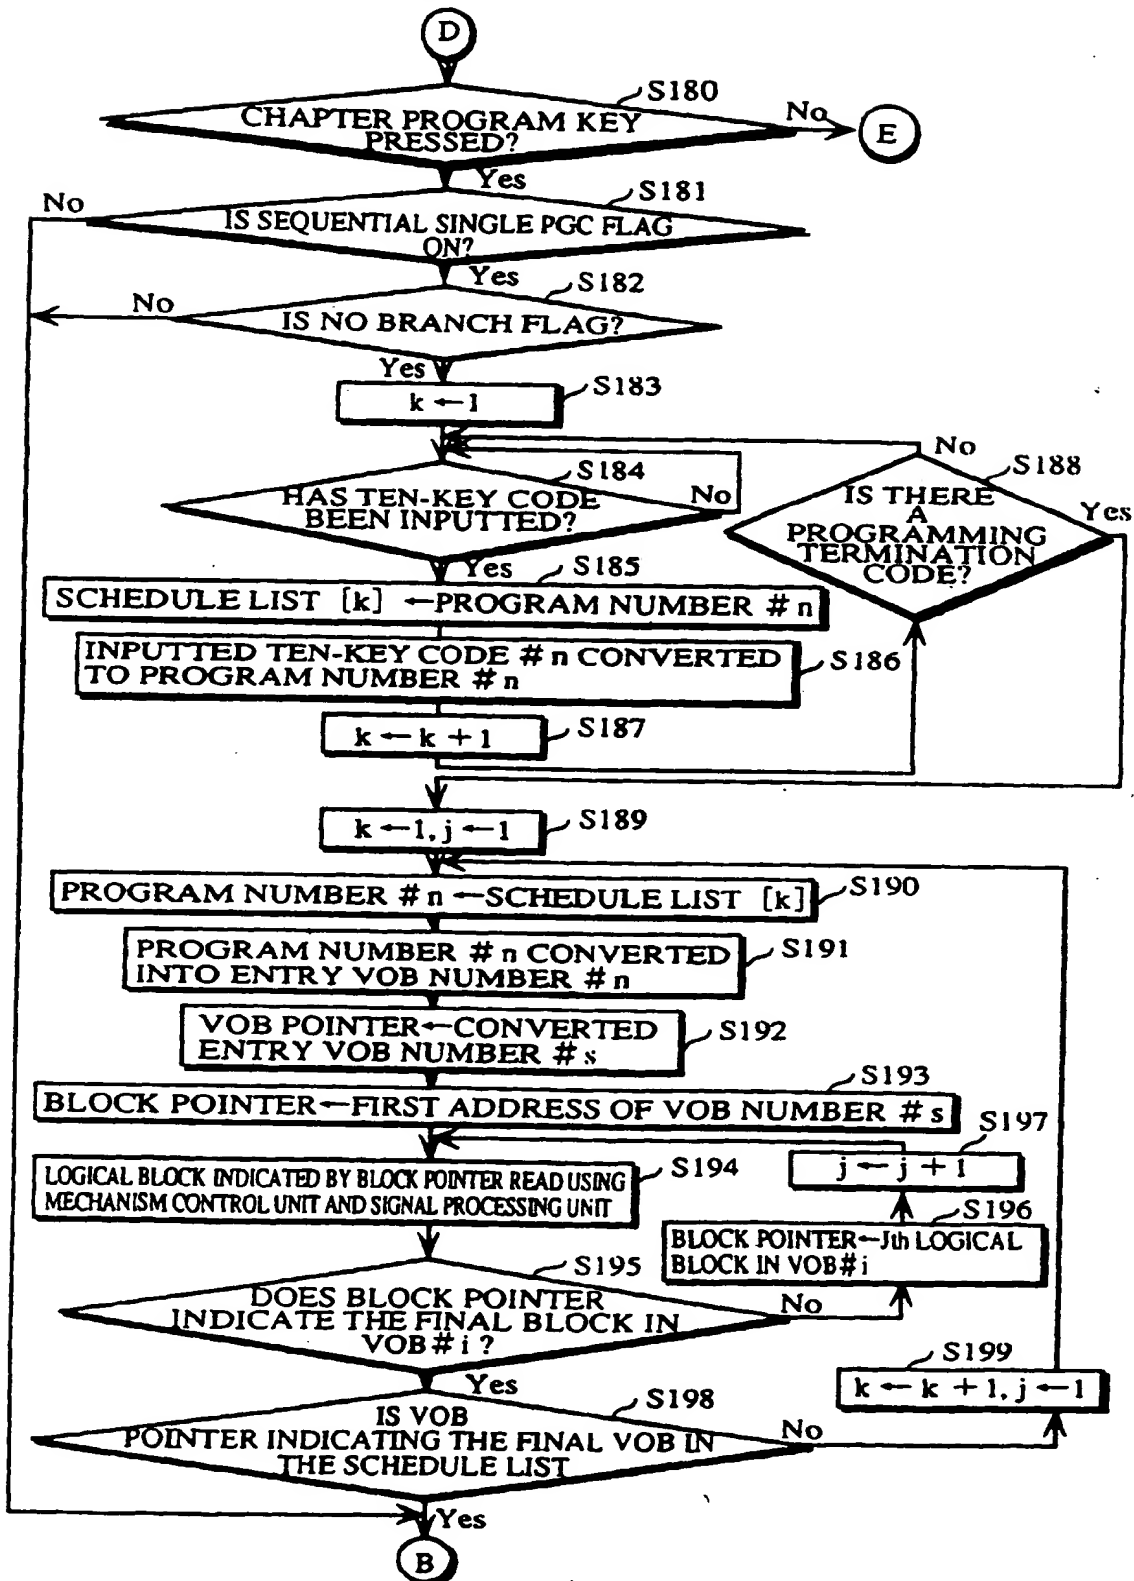 D
S180
CHAPTER PROGRAM KEY
PRESSED?
No
E
Yes
S181
No
IS SEQUENTIAL SINGLE PGC FLAG
ON?
Yes
S182
No
IS NO BRANCH FLAG?
Yes
S183
k ← 1
No
S188
S184
HAS TEN-KEY CODE
BEEN INPUTTED?
No
IS THERE
A
PROGRAMMING
TERMINATION
CODE?
Yes
Yes
S185
SCHEDULE LIST [k] ← PROGRAM NUMBER # n
INPUTTED TEN-KEY CODE # n CONVERTED
TO PROGRAM NUMBER # n
S186
k ← k + 1
S187
k ← 1, j ← 1
S189
PROGRAM NUMBER # n ← SCHEDULE LIST [k]
S190
PROGRAM NUMBER # n CONVERTED
INTO ENTRY VOB NUMBER # n
S191
VOB POINTER ← CONVERTED
ENTRY VOB NUMBER # s
S192
S193
BLOCK POINTER ← FIRST ADDRESS OF VOB NUMBER # s
S197
j ← j + 1
S194
LOGICAL BLOCK INDICATED BY BLOCK POINTER READ USING
MECHANISM CONTROL UNIT AND SIGNAL PROCESSING UNIT
S196
BLOCK POINTER ← Jth LOGICAL
BLOCK IN VOB# i
S195
DOES BLOCK POINTER
INDICATE THE FINAL BLOCK IN
VOB # i ?
No
Yes
S199
k ← k + 1, j ← 1
S198
IS VOB
POINTER INDICATING THE FINAL VOB IN
THE SCHEDULE LIST
No
Yes
B